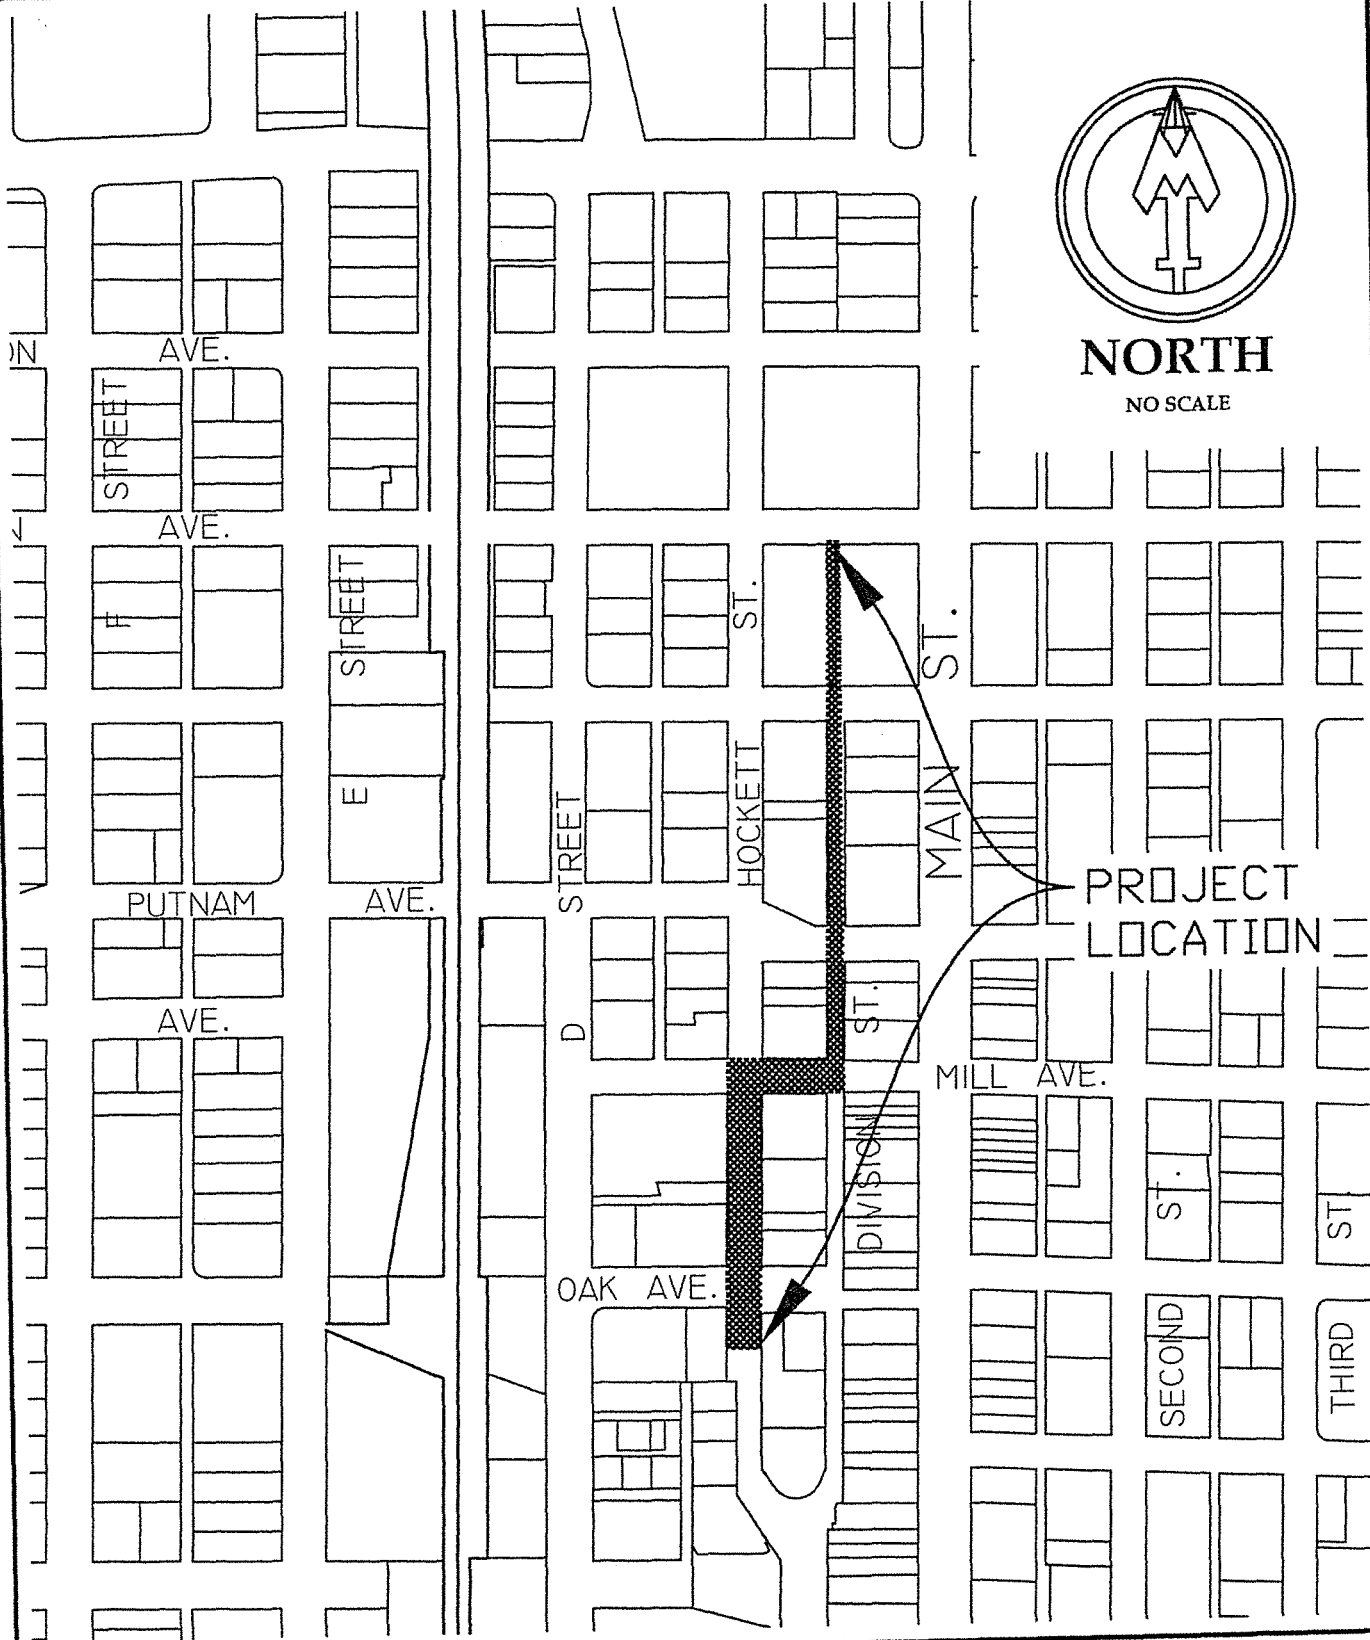 NORTH
NO SCALE
AVE.
STREET
AVE.
F
STREET
E
ST.
HOCKETT
ST.
MAIN
STREET
D
PROJECT
LOCATION
PUTNAM AVE.
AVE.
ST.
DIVISION
MILL AVE.
OAK AVE.
ST.
SECOND
ST.
THIRD